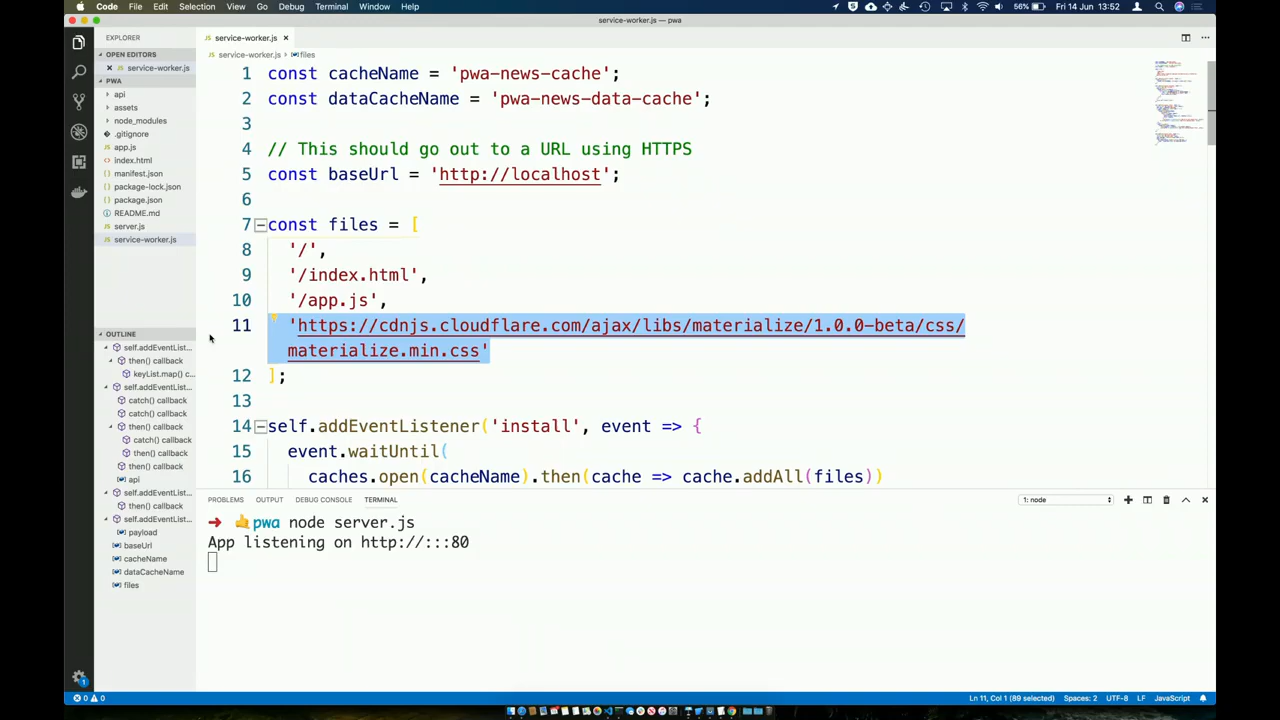 Code File Edit Selection View Go Debug Terminal Window Help 56% Fri 14 Jun 13:52
service-worker.js — pwa
EXPLORER
OPEN EDITORS
service-worker.js
PWA
api
assets
node_modules
.gitignore
app.js
index.html
manifest.json
package-lock.json
package.json
README.md
server.js
service-worker.js
OUTLINE
self.addEventList...
then() callback
keyList.map() c...
self.addEventList...
catch() callback
catch() callback
then() callback
catch() callback
then() callback
then() callback
api
self.addEventList...
then() callback
self.addEventList...
payload
baseUrl
cacheName
dataCacheName
files
service-worker.js
service-worker.js › files
1 const cacheName = 'pwa-news-cache';
2 const dataCacheName = 'pwa-news-data-cache';
3
4 // This should go out to a URL using HTTPS
5 const baseUrl = 'http://localhost';
6
7 const files = [
8 '/',
9 '/index.html',
10 '/app.js',
11 'https://cdnjs.cloudflare.com/ajax/libs/materialize/1.0.0-beta/css/
materialize.min.css'
12 ];
13
14 self.addEventListener('install', event => {
15 event.waitUntil(
16 caches.open(cacheName).then(cache => cache.addAll(files))
PROBLEMS OUTPUT DEBUG CONSOLE TERMINAL 1: node
➜ 🤙pwa node server.js
App listening on http://:::80
1
0 0 Ln 11, Col 1 (89 selected) Spaces: 2 UTF-8 LF JavaScript